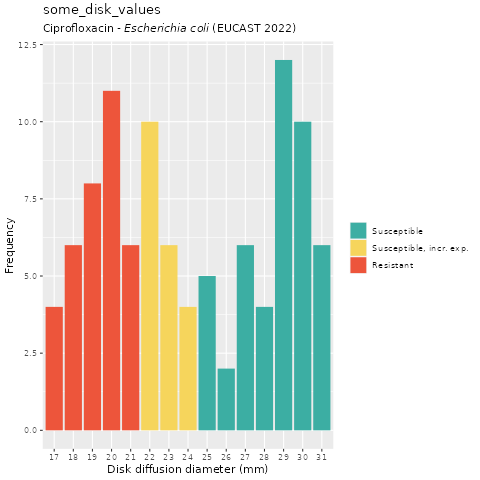 some_disk_values
Ciprofloxacin - Escherichia coli (EUCAST 2022)
12.5
10.0
7.5
5.0
2.5
0.0
Frequency
17 18 19 20 21 22 23 24 25 26 27 28 29 30 31
Disk diffusion diameter (mm)
Susceptible
Susceptible, incr. exp.
Resistant